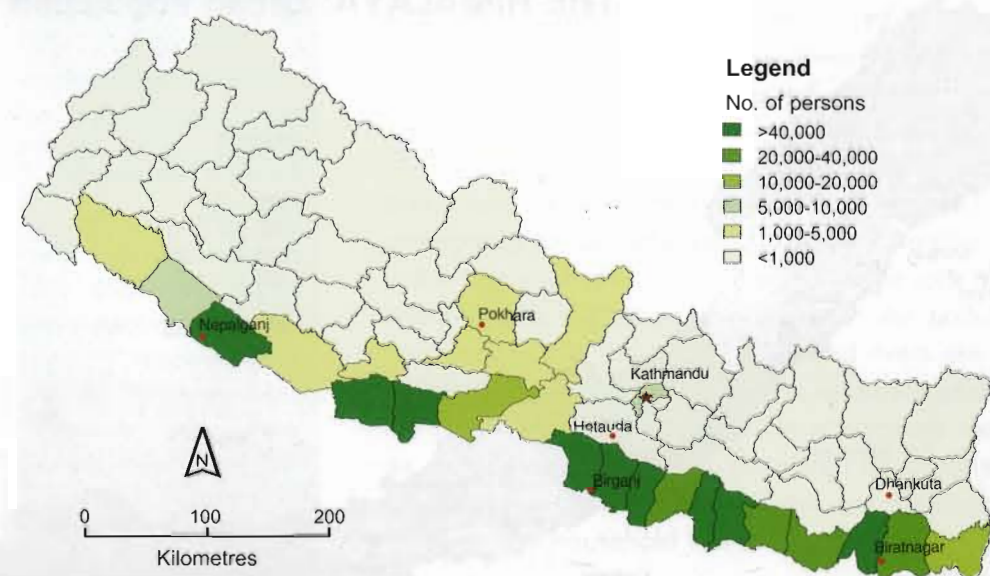 Legend
No. of persons
>40,000
20,000-40,000
10,000-20,000
5,000-10,000
1,000-5,000
<1,000
Nepalganj
Pokhara
Kathmandu
Hetauda
Birganj
Dhankuta
Biratnagar
N
0 100 200
Kilometres